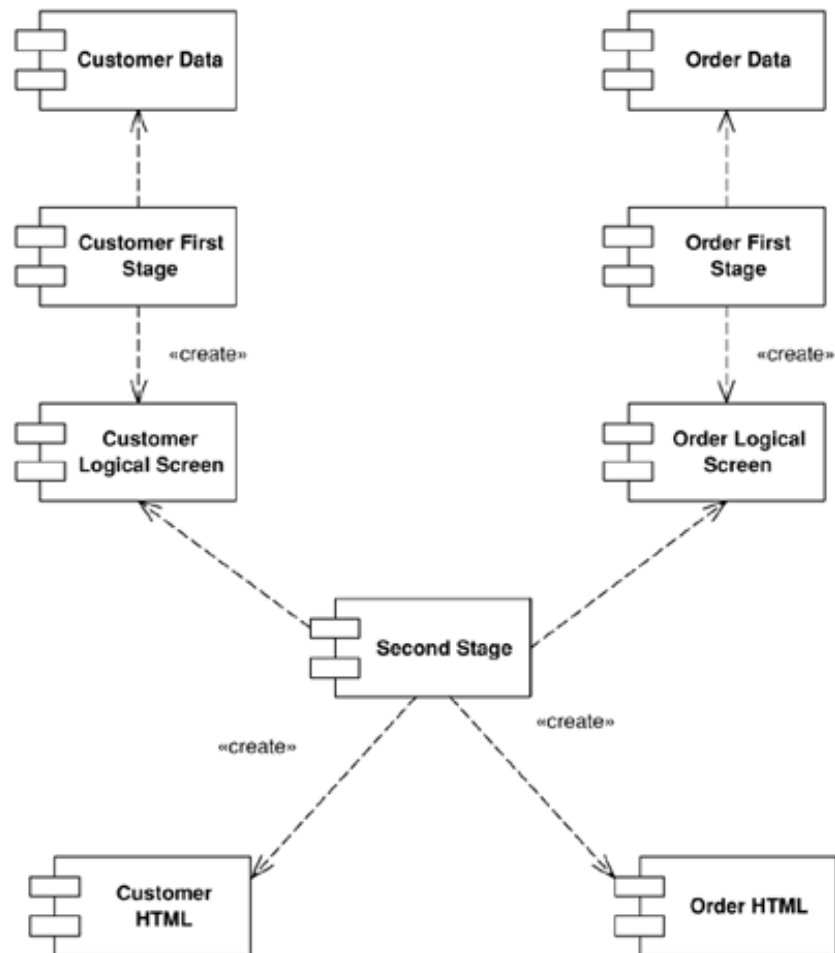 Customer Data
Order Data
Customer First
Stage
Order First
Stage
«create»
«create»
Customer
Logical Screen
Order Logical
Screen
Second Stage
«create»
«create»
Customer
HTML
Order HTML